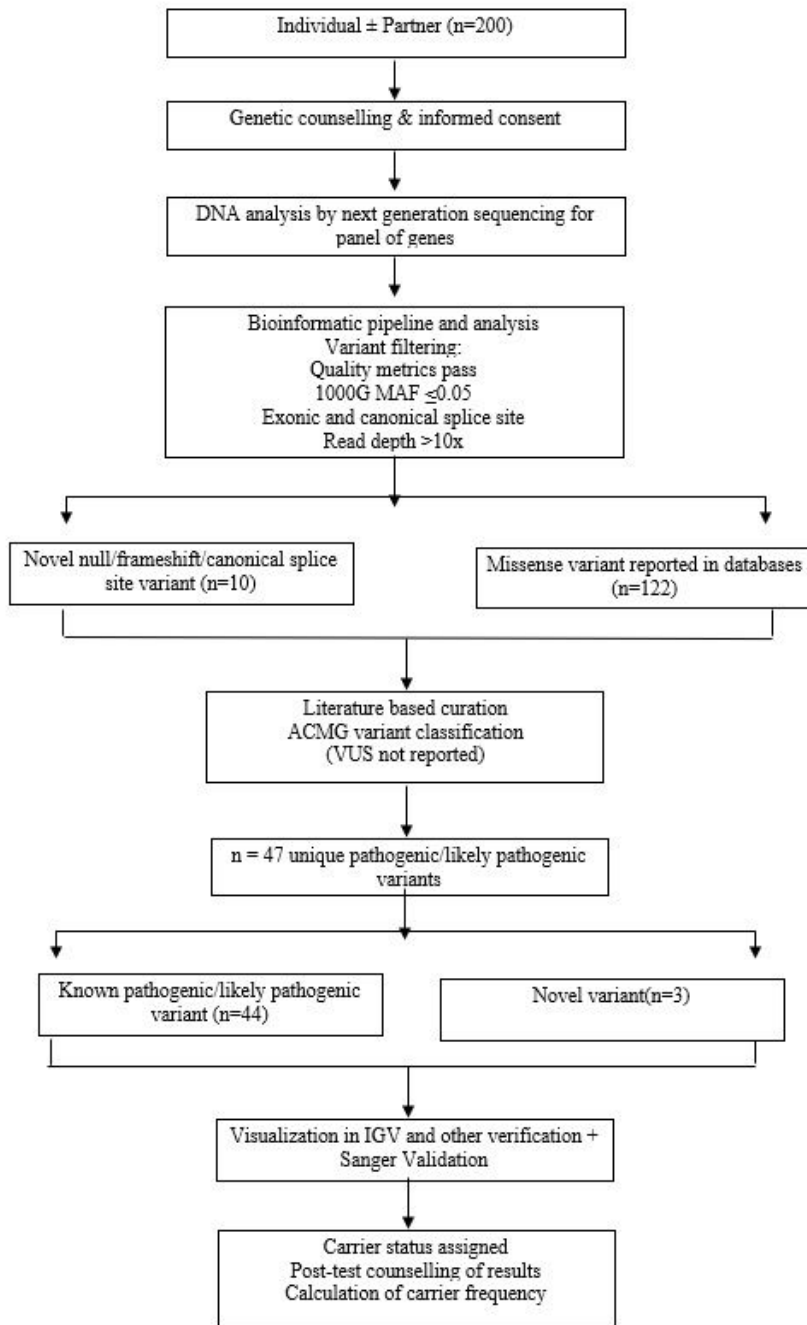 Individual ± Partner (n=200)
Genetic counselling & informed consent
DNA analysis by next generation sequencing for
panel of genes
Bioinformatic pipeline and analysis
Variant filtering:
Quality metrics pass
1000G MAF ≤0.05
Exonic and canonical splice site
Read depth >10x
Novel null/frameshift/canonical splice
site variant (n=10)
Missense variant reported in databases
(n=122)
Literature based curation
ACMG variant classification
(VUS not reported)
n = 47 unique pathogenic/likely pathogenic
variants
Known pathogenic/likely pathogenic
variant (n=44)
Novel variant(n=3)
Visualization in IGV and other verification +
Sanger Validation
Carrier status assigned
Post-test counselling of results
Calculation of carrier frequency